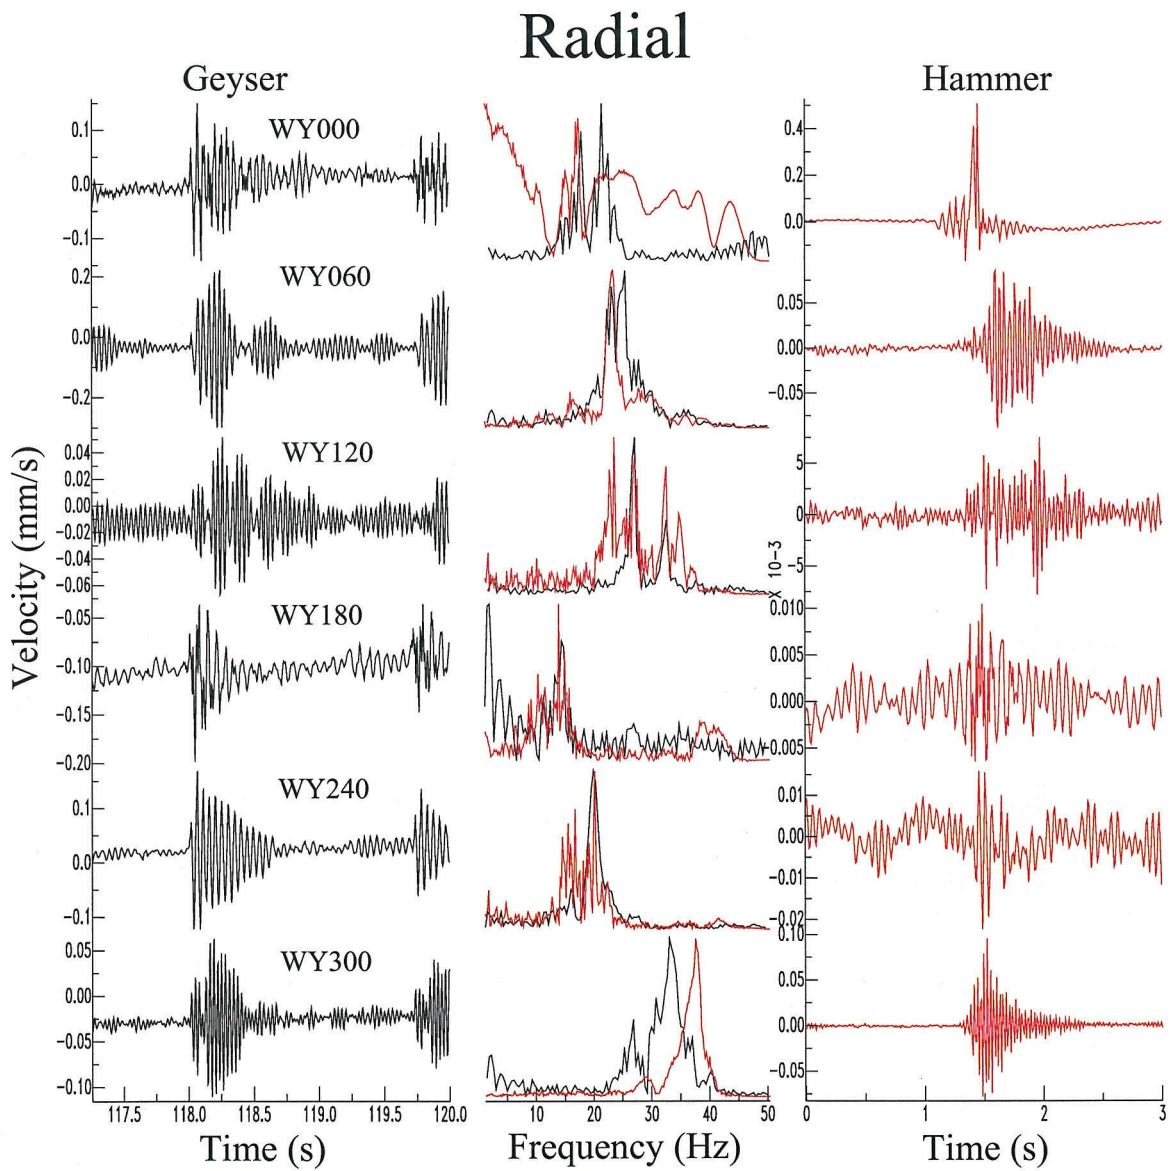 Radial
Geyser
Hammer
Velocity (mm/s)
WY000
0.1
0.0
-0.1
0.4
0.2
0.0
WY060
0.2
0.0
-0.2
0.05
0.00
-0.05
WY120
0.04
0.02
0.00
-0.02
-0.04
-0.06
5
0
-5
X 10-3
WY180
-0.05
-0.10
-0.15
-0.20
0.010
0.005
0.000
-0.005
WY240
0.1
0.0
-0.1
0.01
0.00
-0.01
-0.02
WY300
0.05
0.00
-0.05
-0.10
0.10
0.05
0.00
-0.05
117.5 118.0 118.5 119.0 119.5 120.0
10 20 30 40 50
0 1 2 3
Time (s)
Frequency (Hz)
Time (s)